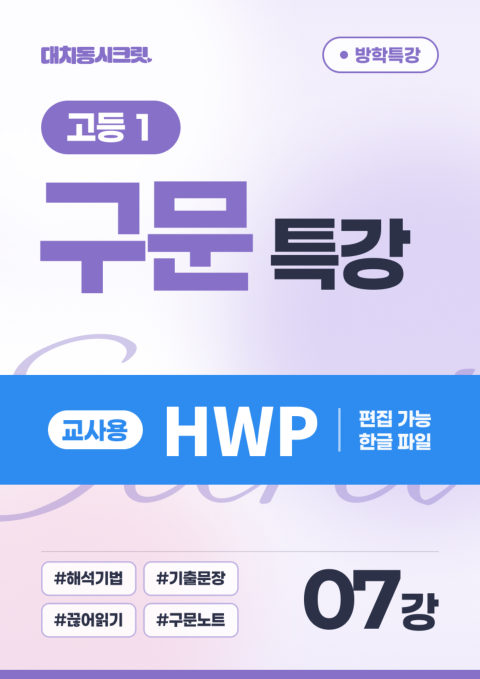 대치동시크릿.
방학특강
고등 1
구문 특강
Secret
교사용
HWP
편집 가능
한글 파일
#해석기법
#기출문장
#끊어읽기
#구문노트
07강